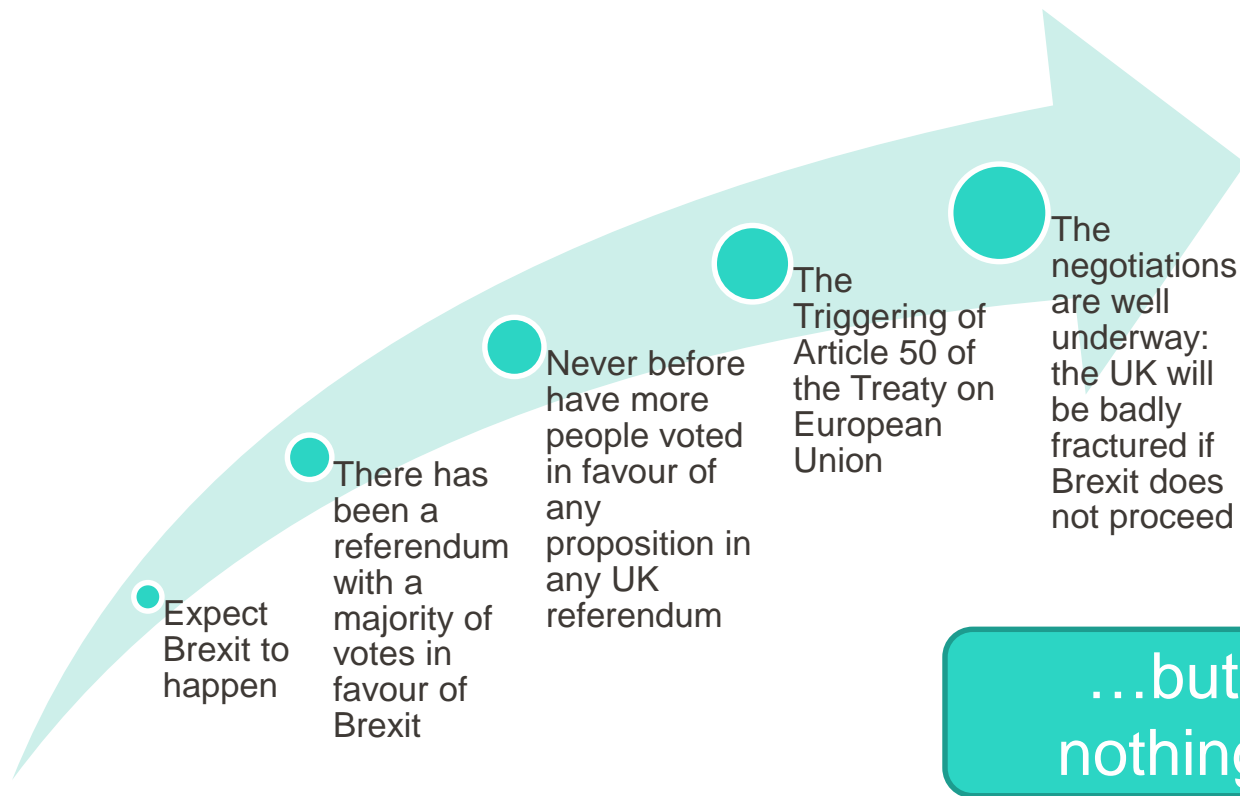 Expect
Brexit to
happen
There has
been a
referendum
with a
majority of
votes in
favour of
Brexit
Never before
have more
people voted
in favour of
any
proposition in
any UK
referendum
The
Triggering of
Article 50 of
the Treaty on
European
Union
The
negotiations
are well
underway:
the UK will
be badly
fractured if
Brexit does
not proceed
…but
nothing